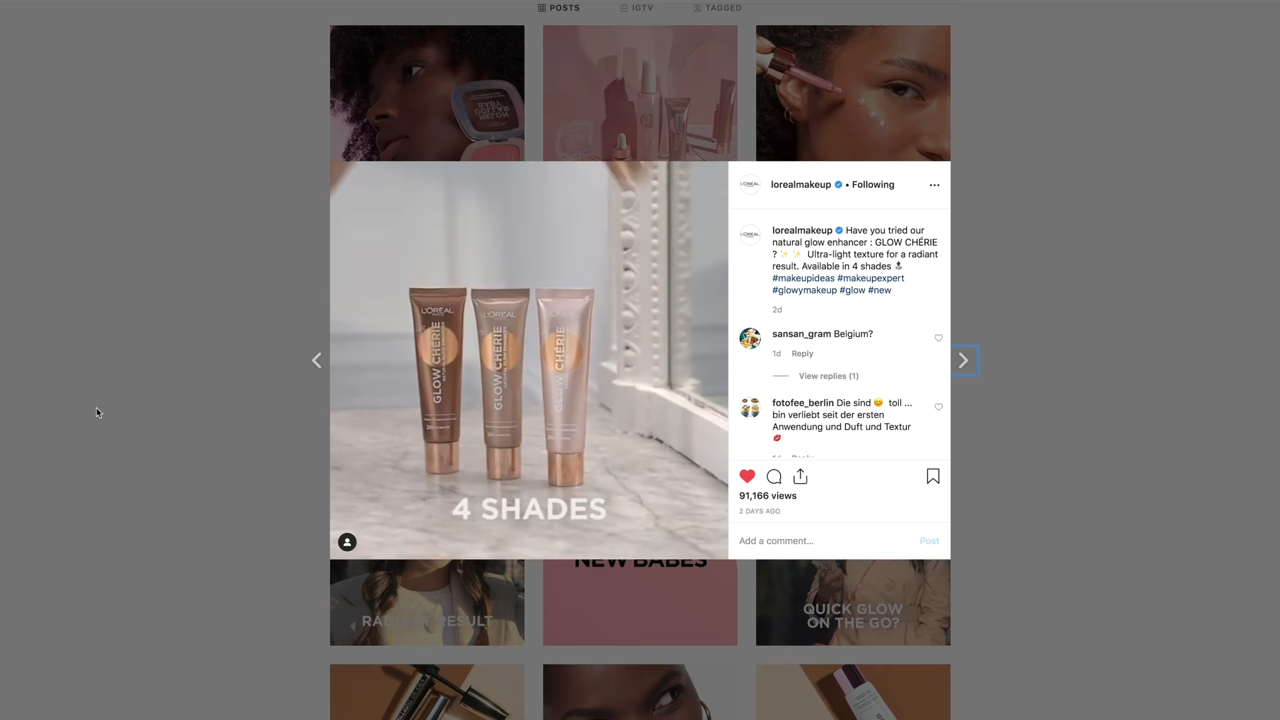 POSTS IGTV TAGGED
lorealmakeup • Following
lorealmakeup Have you tried our
natural glow enhancer : GLOW CHÉRIE
? ✨ ✨ Ultra-light texture for a radiant
result. Available in 4 shades
#makeupideas #makeupexpert
#glowymakeup #glow #new
2d
sansan_gram Belgium?
1d Reply
View replies (1)
fotofee_berlin Die sind 😊 toll ...
bin verliebt seit der ersten
Anwendung und Duft und Textur
💋
91,166 views
2 DAYS AGO
Add a comment... Post
L'ORÉAL
GLOW CHÉRIE
L'ORÉAL
GLOW CHÉRIE
L'ORÉAL
GLOW CHÉRIE
4 SHADES
RADIANT RESULT
NEW BABES
QUICK GLOW
ON THE GO?